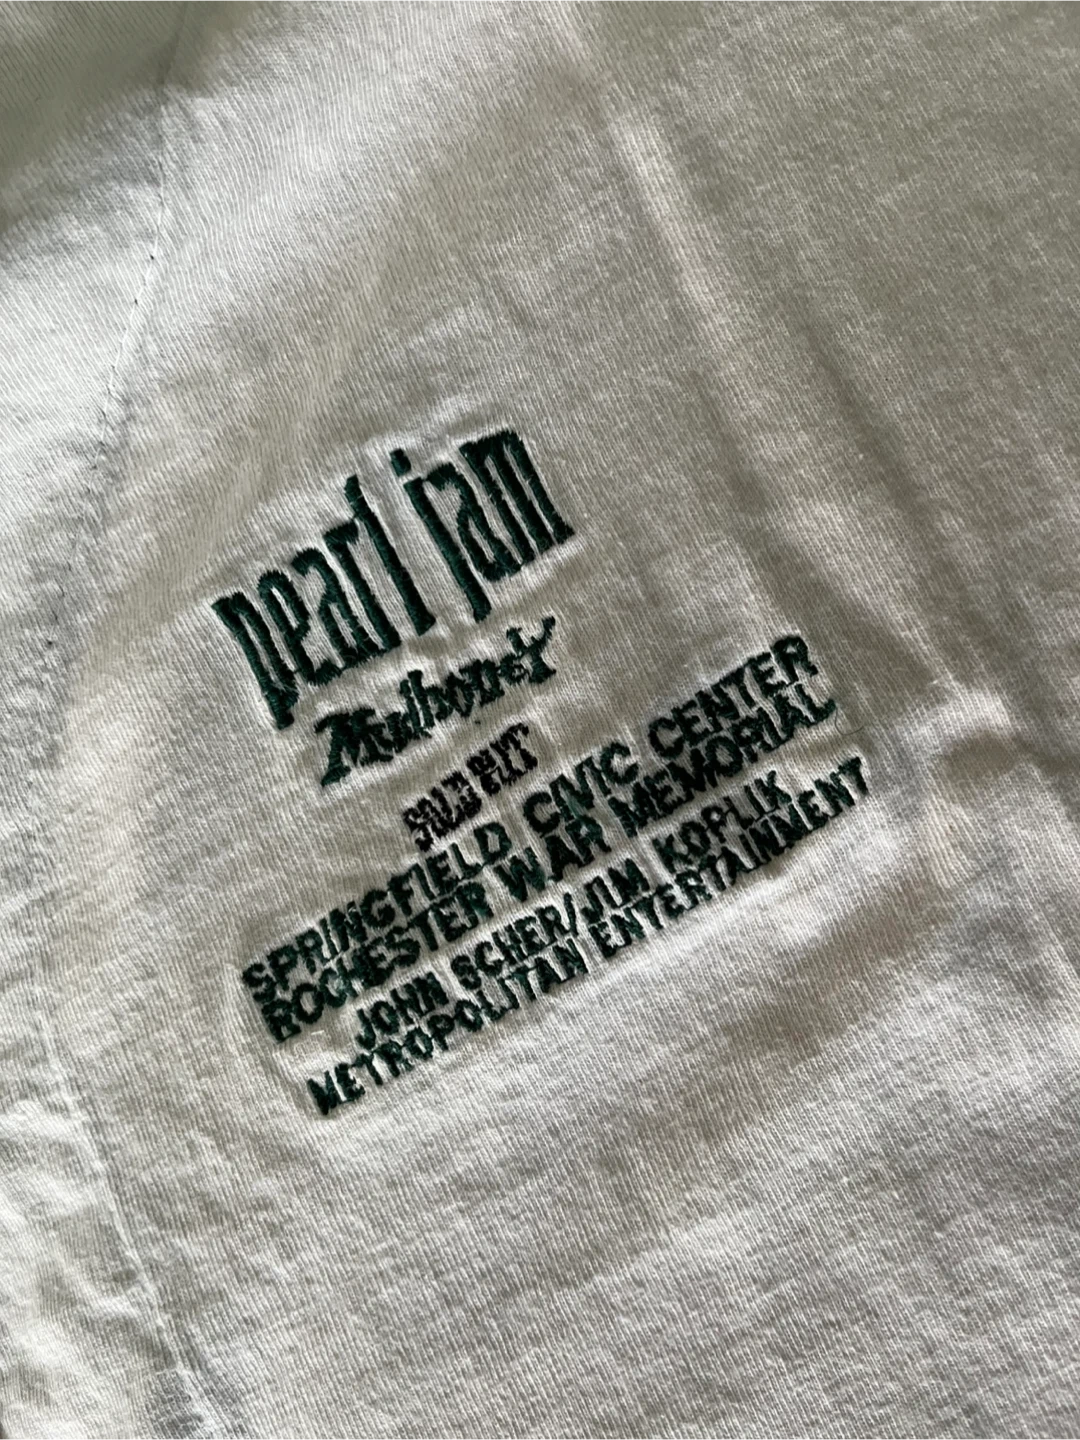 pearl jam
Mudhoney
SOLD OUT
SPRINGFIELD CIVIC CENTER
ROCHESTER WAR MEMORIAL
JOHN SCHER/JIM KOPLIK
METROPOLITAN ENTERTAINMENT